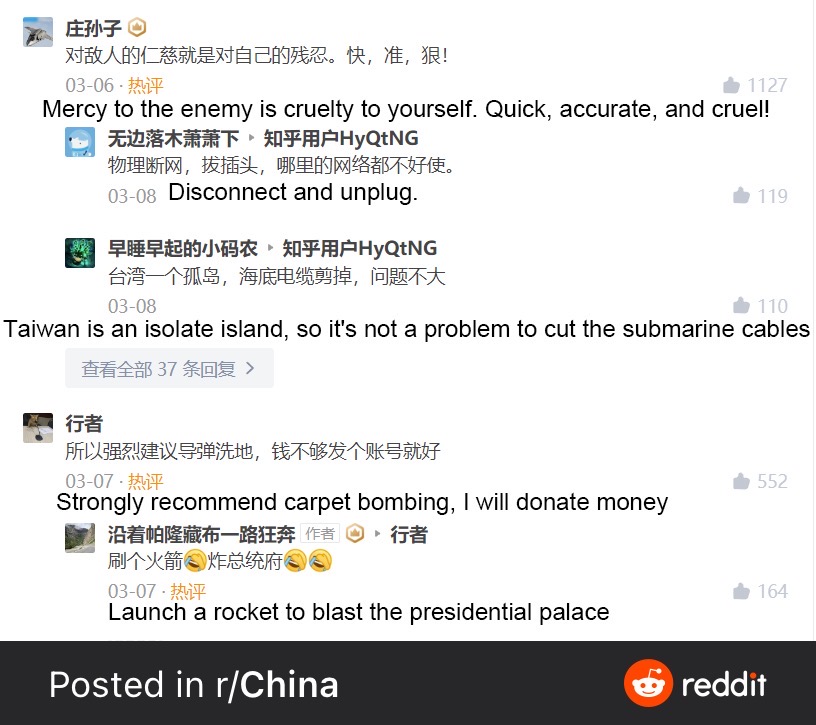 庄孙子
对敌人的仁慈就是对自己的残忍。快，准，狠！
03-06 · 热评 1127
Mercy to the enemy is cruelty to yourself. Quick, accurate, and cruel!
无边落木萧萧下 ▸ 知乎用户HyQtNG
物理断网，拔插头，哪里的网络都不好使。
03-08 Disconnect and unplug. 119
早睡早起的小码农 ▸ 知乎用户HyQtNG
台湾一个孤岛，海底电缆剪掉，问题不大
03-08 110
Taiwan is an isolate island, so it's not a problem to cut the submarine cables
查看全部 37 条回复 >
行者
所以强烈建议导弹洗地，钱不够发个账号就好
03-07 · 热评 552
Strongly recommend carpet bombing, I will donate money
沿着帕隆藏布一路狂奔 作者 ▸ 行者
刷个火箭🤣炸总统府🤣🤣
03-07 · 热评 164
Launch a rocket to blast the presidential palace
Posted in r/China reddit